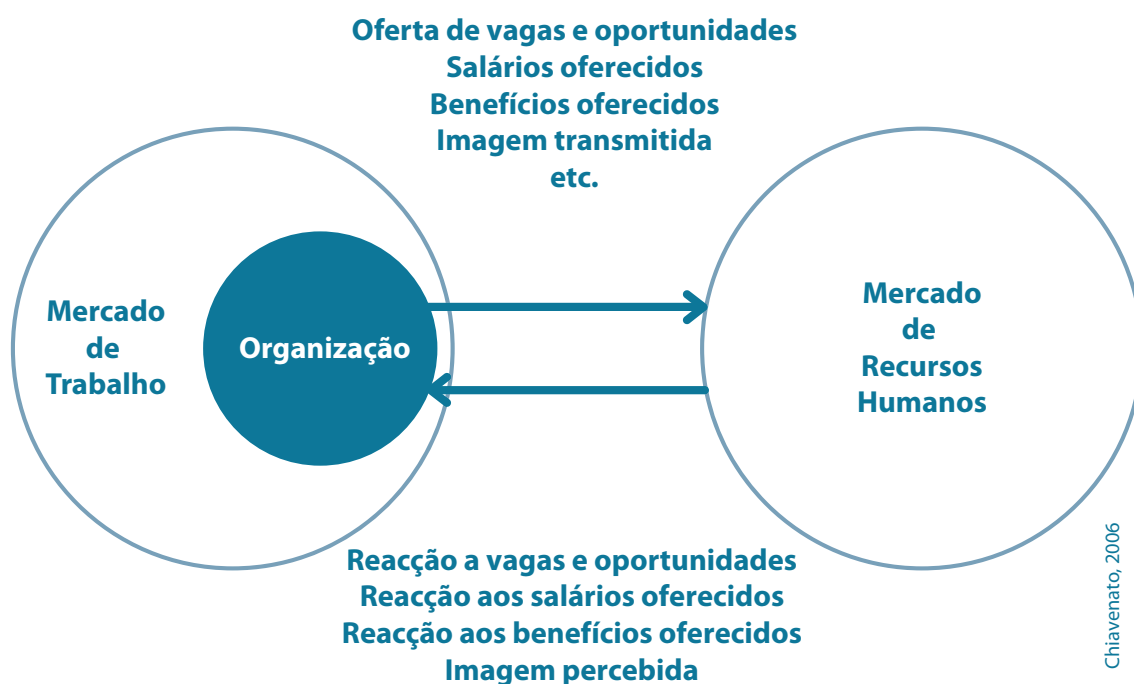 Oferta de vagas e oportunidades
Salários oferecidos
Benefícios oferecidos
Imagem transmitida
etc.
Mercado
de
Trabalho
Organização
Mercado
de
Recursos
Humanos
Reacção a vagas e oportunidades
Reacção aos salários oferecidos
Reacção aos benefícios oferecidos
Imagem percebida
Chiavenato, 2006